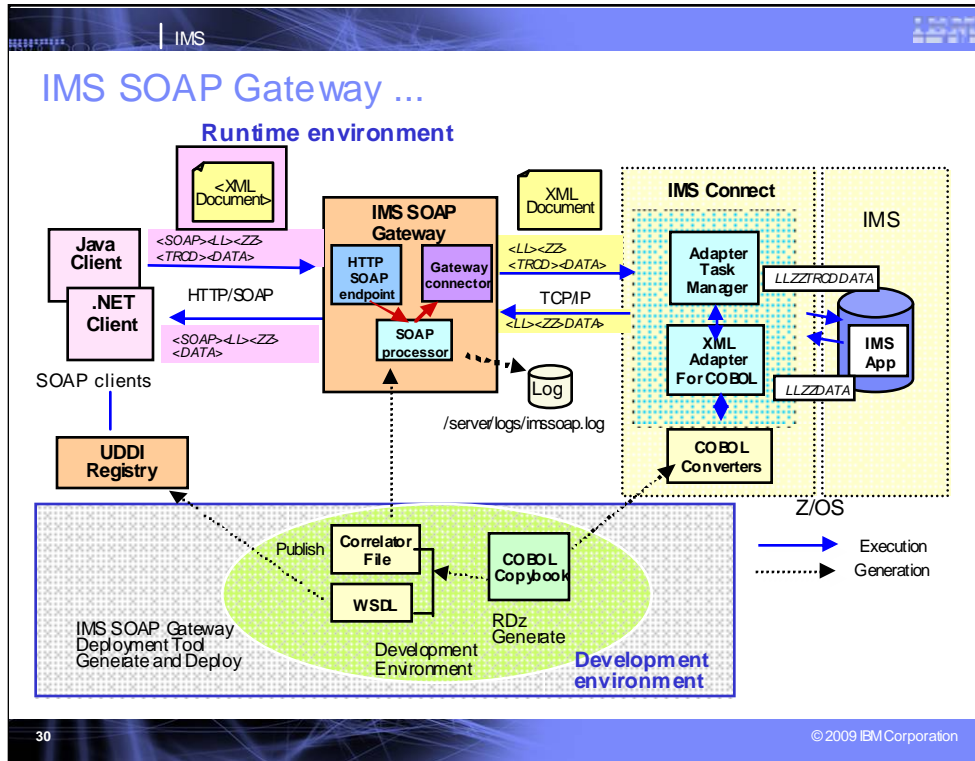 IMS
IBM
IMS SOAP Gateway ...
Runtime environment
<XML
Document>
XML
Document
IMS Connect
IMS
Java
Client
.NET
Client
<SOAP><LL><ZZ>
<TRCD><DATA>
HTTP/SOAP
<SOAP><LL><ZZ>
<DATA>
SOAP clients
IMS SOAP
Gateway
HTTP
SOAP
endpoint
Gateway
connector
SOAP
processor
<LL><ZZ>
<TRCD><DATA>
TCP/IP
<LL><ZZ>DATA>
Log
/server/logs/imssoap.log
Adapter
Task
Manager
XML
Adapter
For COBOL
LLZZTRCDDATA
IMS
App
LLZZDATA
COBOL
Converters
Z/OS
UDDI
Registry
Execution
Generation
Publish
Correlator
File
WSDL
COBOL
Copybook
RDz
Generate
IMS SOAP Gateway
Deployment Tool
Generate and Deploy
Development
Environment
Development
environment
30
© 2009 IBM Corporation